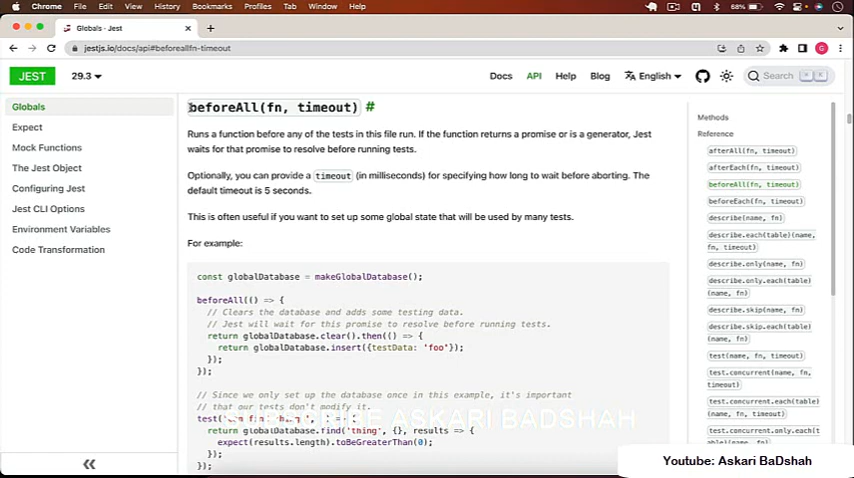 Chrome File Edit View History Bookmarks Profiles Tab Window Help 68%
Globals · Jest
jestjs.io/docs/api#beforeallfn-timeout
JEST 29.3 Docs API Help Blog English Search
Globals
Expect
Mock Functions
The Jest Object
Configuring Jest
Jest CLI Options
Environment Variables
Code Transformation
beforeAll(fn, timeout) #
Runs a function before any of the tests in this file run. If the function returns a promise or is a generator, Jest
waits for that promise to resolve before running tests.
Optionally, you can provide a timeout (in milliseconds) for specifying how long to wait before aborting. The
default timeout is 5 seconds.
This is often useful if you want to set up some global state that will be used by many tests.
For example:
const globalDatabase = makeGlobalDatabase();
beforeAll(() => {
// Clears the database and adds some testing data.
// Jest will wait for this promise to resolve before running tests.
return globalDatabase.clear().then(() => {
return globalDatabase.insert({testData: 'foo'});
});
});
// Since we only set up the database once in this example, it's important
// that our tests don't modify it.
SUBSCRIBE ASKARI BADSHAH
return globalDatabase.find('thing', {}, results => {
expect(results.length).toBeGreaterThan(0);
});
});
Methods
Reference
afterAll(fn, timeout)
afterEach(fn, timeout)
beforeAll(fn, timeout)
beforeEach(fn, timeout)
describe(name, fn)
describe.each(table)(name,
fn, timeout)
describe.only(name, fn)
describe.only.each(table)
(name, fn)
describe.skip(name, fn)
describe.skip.each(table)
(name, fn)
test(name, fn, timeout)
test.concurrent(name, fn,
timeout)
test.concurrent.each(table)
(name, fn, timeout)
test.concurrent.only.each(t
Youtube: Askari BaDshah